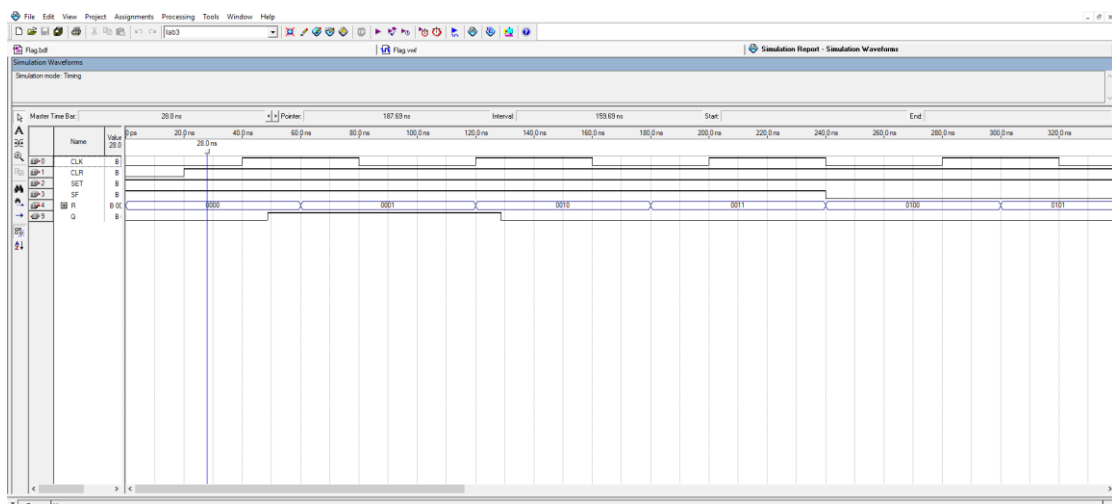 File Edit View Project Assignments Processing Tools Window Help
lab3
Flag.bdf Flag.vwf Simulation Report - Simulation Waveforms
Simulation Waveforms
Simulation mode: Timing
Master Time Bar: 28.0 ns Pointer: 187.69 ns Interval: 159.69 ns Start: End:
Name Value 28.0
0 ps 20.0 ns 40.0 ns 60.0 ns 80.0 ns 100.0 ns 120.0 ns 140.0 ns 160.0 ns 180.0 ns 200.0 ns 220.0 ns 240.0 ns 260.0 ns 280.0 ns 300.0 ns 320.0 ns
28.0 ns
0 CLK B
1 CLR B
2 SET B
3 SF B
4 R 0000 0001 0010 0011 0100 0101
9 Q B